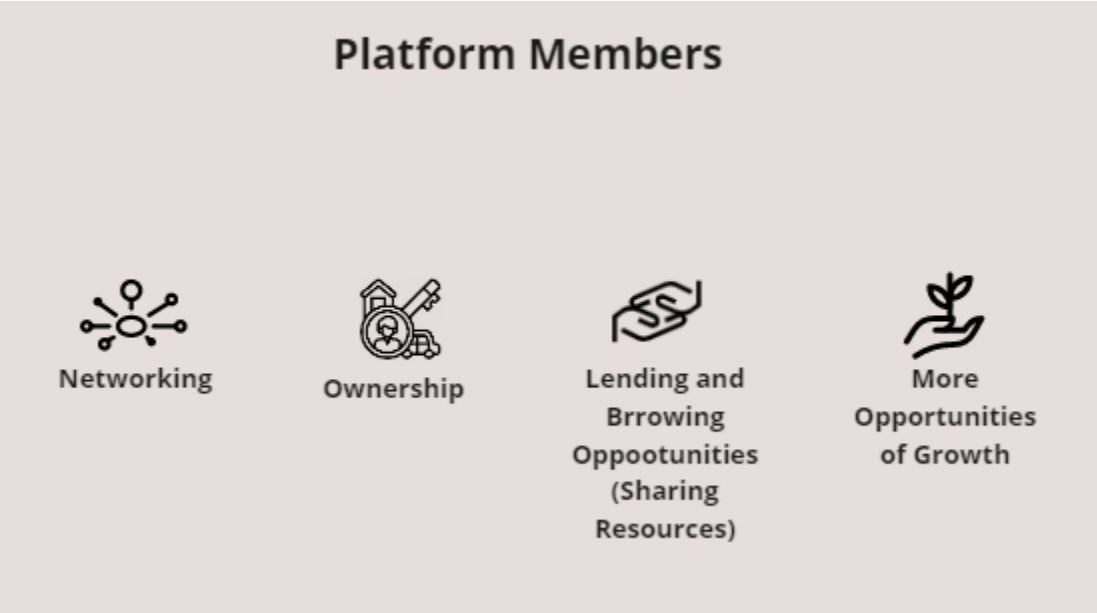 Platform Members
Networking
Ownership
Lending and
Brrowing
Oppootunities
(Sharing
Resources)
More
Opportunities
of Growth